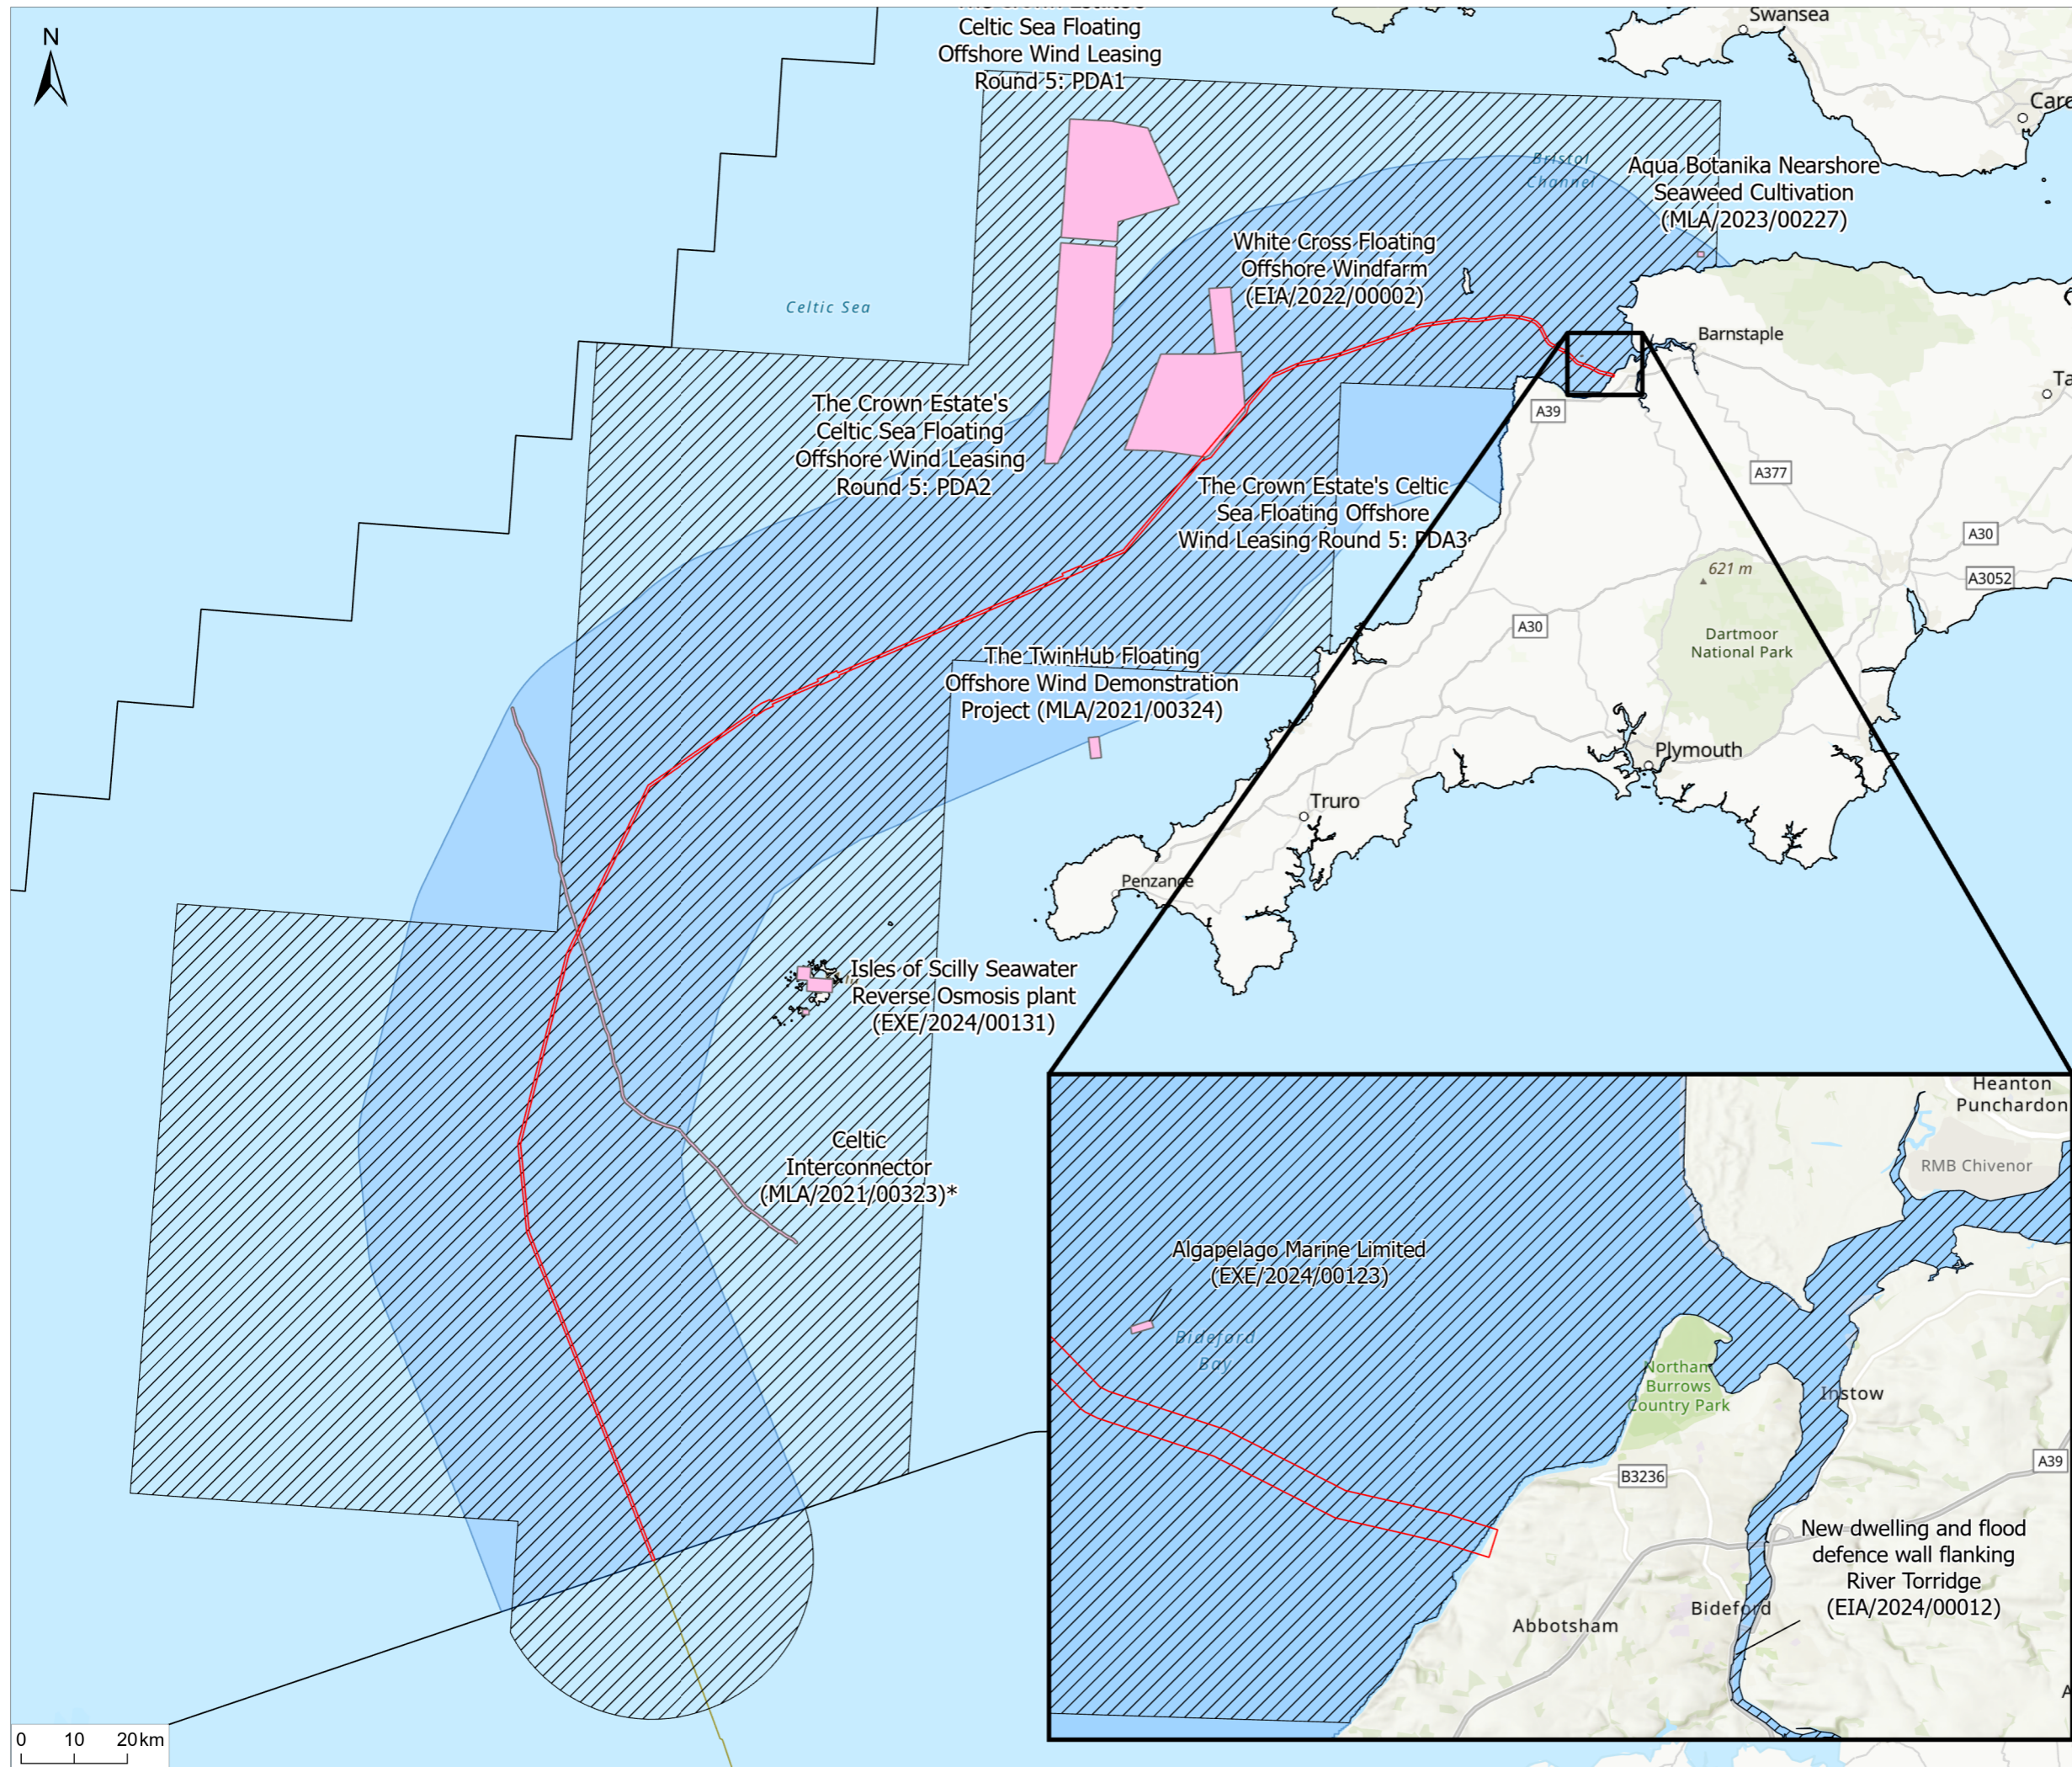 N
Celtic Sea Floating
Offshore Wind Leasing
Round 5: PDA1
Swansea
Bristol
Channel
Aqua Botanika Nearshore
Seaweed Cultivation
(MLA/2023/00227)
White Cross Floating
Offshore Windfarm
(EIA/2022/00002)
Celtic Sea
Barnstaple
The Crown Estate's
Celtic Sea Floating
Offshore Wind Leasing
Round 5: PDA2
A39
A377
The Crown Estate's Celtic
Sea Floating Offshore
Wind Leasing Round 5: PDA3
A30
A3052
621 m
A30
Dartmoor
National Park
The TwinHub Floating
Offshore Wind Demonstration
Project (MLA/2021/00324)
Plymouth
Truro
Penzance
Isles of Scilly Seawater
Reverse Osmosis plant
(EXE/2024/00131)
Celtic
Interconnector
(MLA/2021/00323)*
Heanton
Punchardon
RMB Chivenor
Algapelago Marine Limited
(EXE/2024/00123)
Bideford
Bay
Northam
Burrows
Country Park
Instow
A39
B3236
New dwelling and flood
defence wall flanking
River Torridge
(EIA/2024/00012)
Bideford
Abbotsham
0 10 20 km